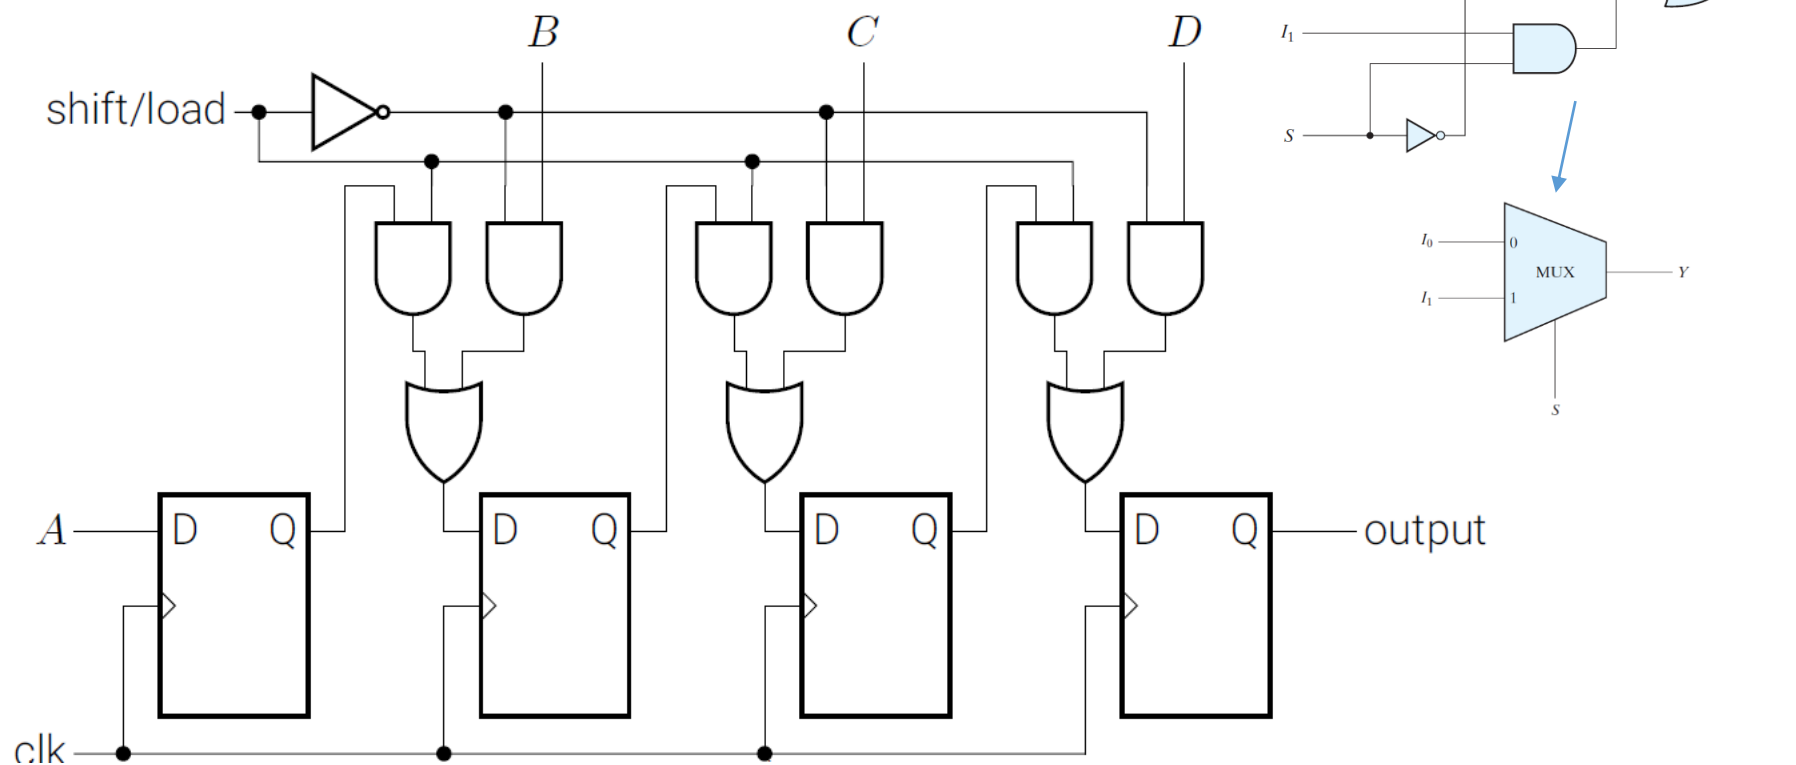 B
C
D
shift/load
D Q
D Q
D Q
D Q
A
output
clk
I₁
S
I₀
0
MUX
Y
I₁
1
S